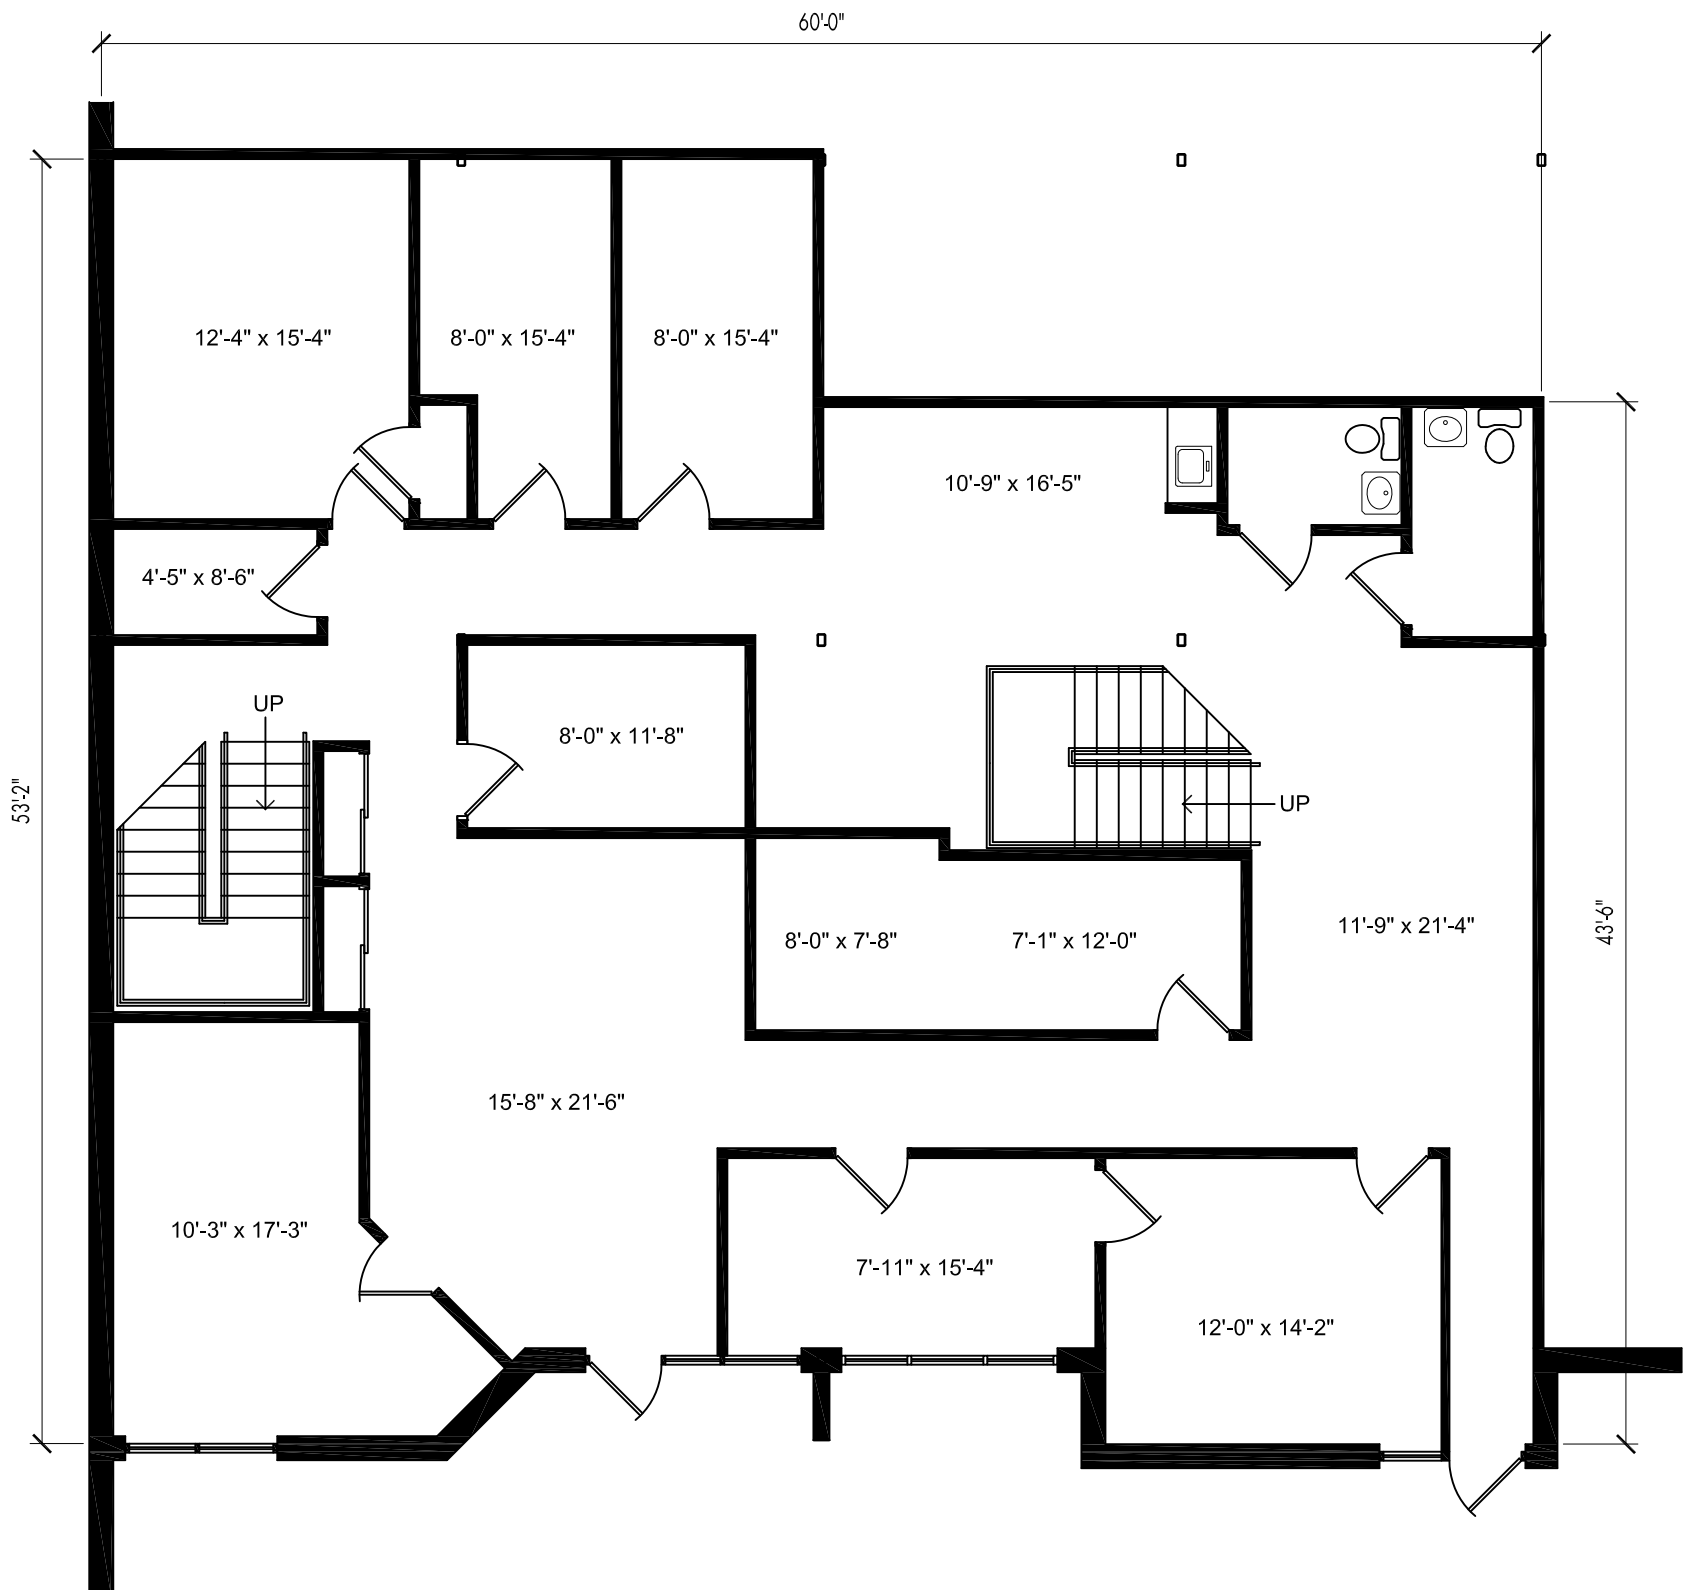 60'-0"
12'-4" x 15'-4"
8'-0" x 15'-4"
8'-0" x 15'-4"
10'-9" x 16'-5"
4'-5" x 8'-6"
UP
8'-0" x 11'-8"
53'-2"
UP
43'-6"
11'-9" x 21'-4"
8'-0" x 7'-8"
7'-1" x 12'-0"
15'-8" x 21'-6"
10'-3" x 17'-3"
7'-11" x 15'-4"
12'-0" x 14'-2"